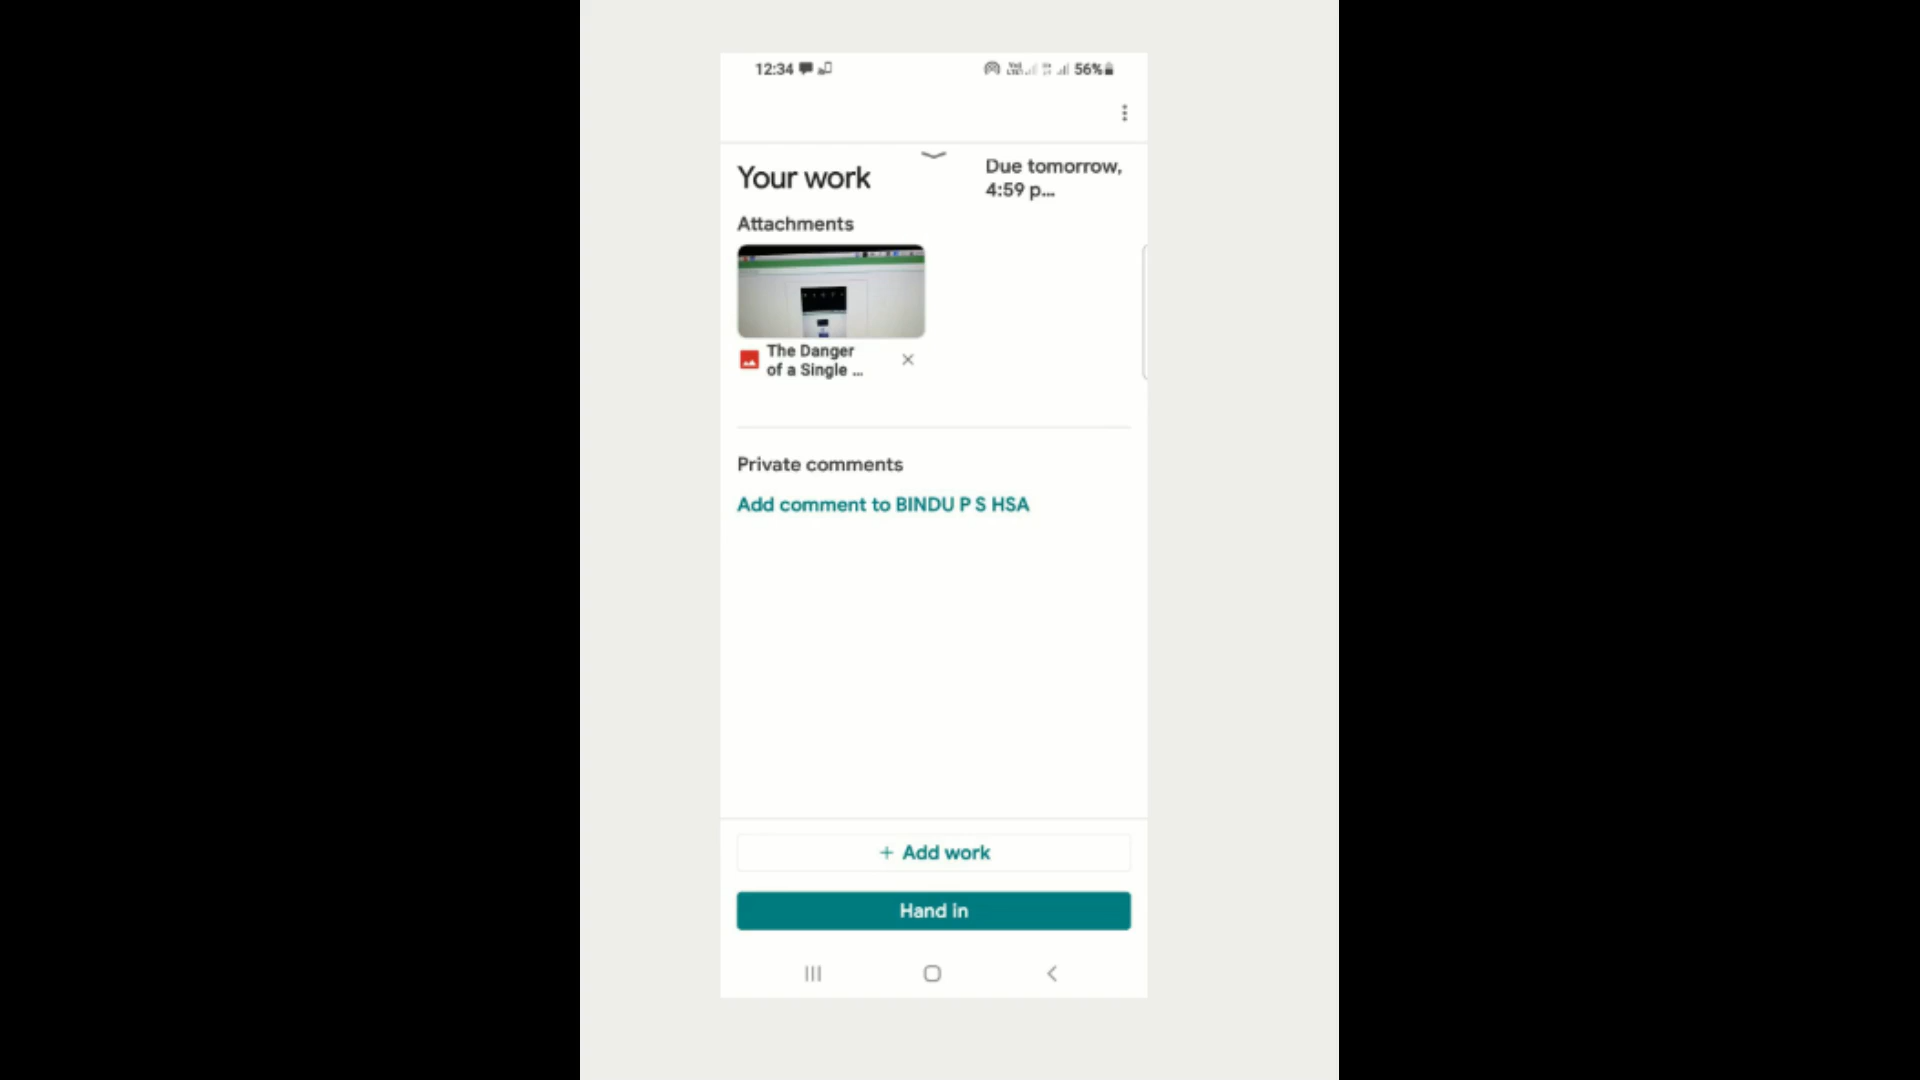 12:34
56%
Your work
Due tomorrow,
4:59 p...
Attachments
The Danger
of a Single ...
Private comments
Add comment to BINDU P S HSA
+ Add work
Hand in